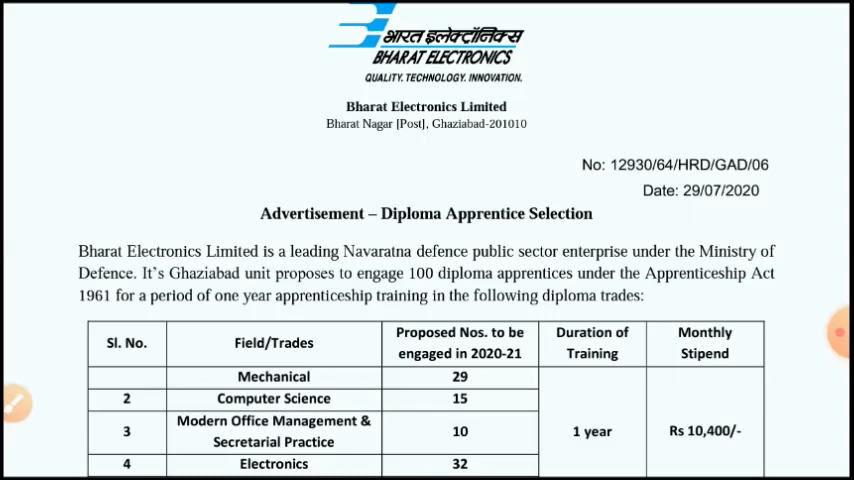 भारत इलेक्ट्रॉनिक्स
BHARAT ELECTRONICS
QUALITY. TECHNOLOGY. INNOVATION.
Bharat Electronics Limited
Bharat Nagar [Post], Ghaziabad-201010
No: 12930/64/HRD/GAD/06
Date: 29/07/2020
Advertisement – Diploma Apprentice Selection
Bharat Electronics Limited is a leading Navaratna defence public sector enterprise under the Ministry of
Defence. It's Ghaziabad unit proposes to engage 100 diploma apprentices under the Apprenticeship Act
1961 for a period of one year apprenticeship training in the following diploma trades:
Sl. No. Field/Trades Proposed Nos. to be engaged in 2020-21 Duration of Training Monthly Stipend
Mechanical 29
2 Computer Science 15
3 Modern Office Management & Secretarial Practice 10 1 year Rs 10,400/-
4 Electronics 32